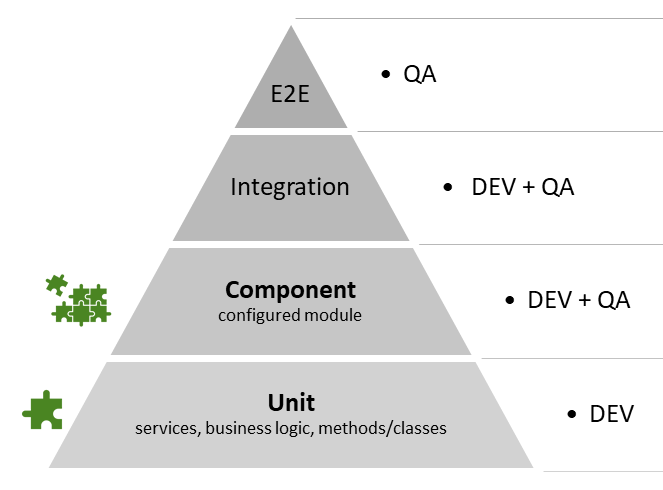 E2E
• QA
Integration
• DEV + QA
Component
configured module
• DEV + QA
Unit
services, business logic, methods/classes
• DEV